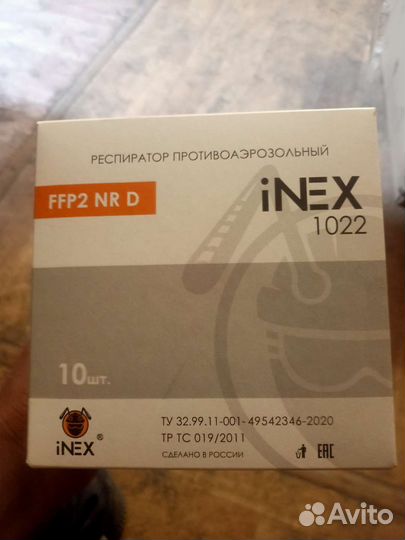 РЕСПИРАТОР ПРОТИВОАЭРОЗОЛЬНЫЙ
FFP2 NR D
iNEX
1022
10шт.
ТУ 32.99.11-001- 49542346-2020
ТР ТС 019/2011
СДЕЛАНО В РОССИИ
EAC
iNEX®
Avito